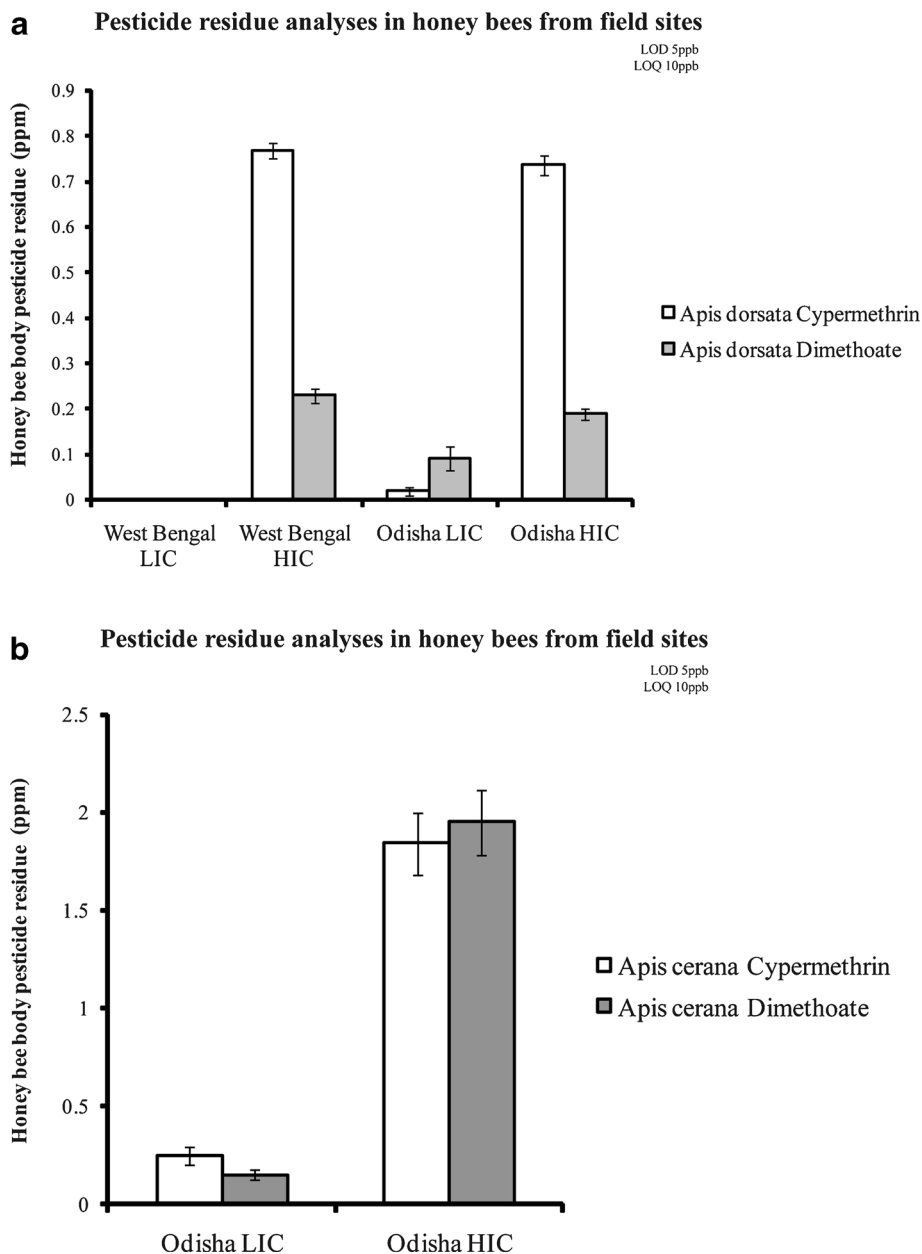 a
Pesticide residue analyses in honey bees from field sites
LOD 5ppb
LOQ 10ppb
Honey bee body pesticide residue (ppm)
0.9
0.8
0.7
0.6
0.5
0.4
0.3
0.2
0.1
0
West Bengal LIC
West Bengal HIC
Odisha LIC
Odisha HIC
Apis dorsata Cypermethrin
Apis dorsata Dimethoate
b
Pesticide residue analyses in honey bees from field sites
LOD 5ppb
LOQ 10ppb
Honey bee body pesticide residue (ppm)
2.5
2
1.5
1
0.5
0
Odisha LIC
Odisha HIC
Apis cerana Cypermethrin
Apis cerana Dimethoate